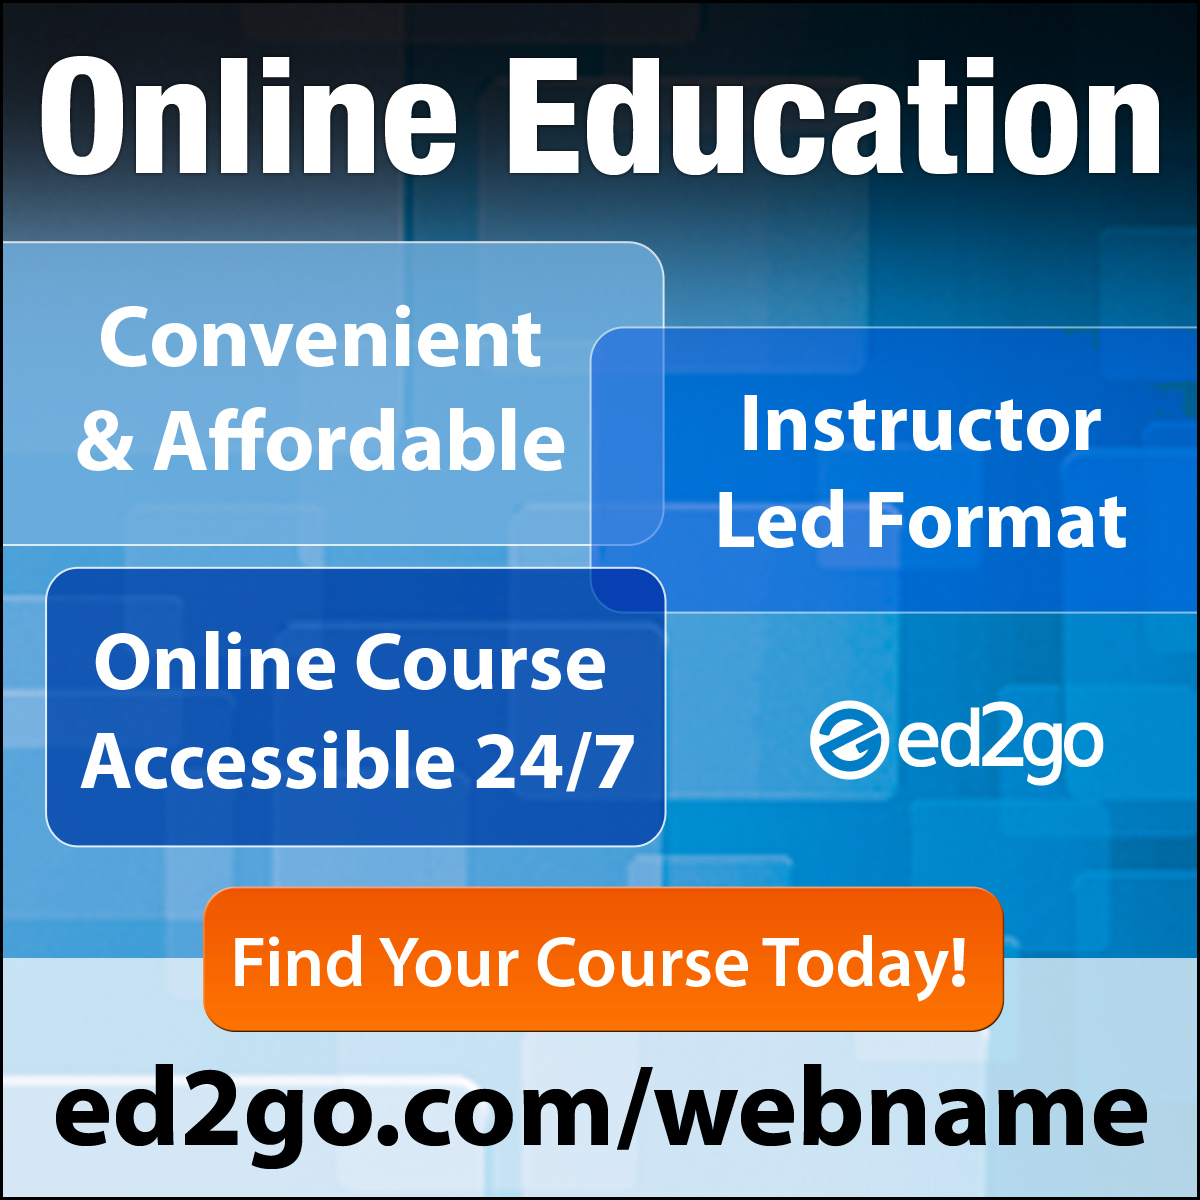 Online Education
Convenient
& Affordable
Instructor
Led Format
Online Course
Accessible 24/7
ed2go
Find Your Course Today!
ed2go.com/webname